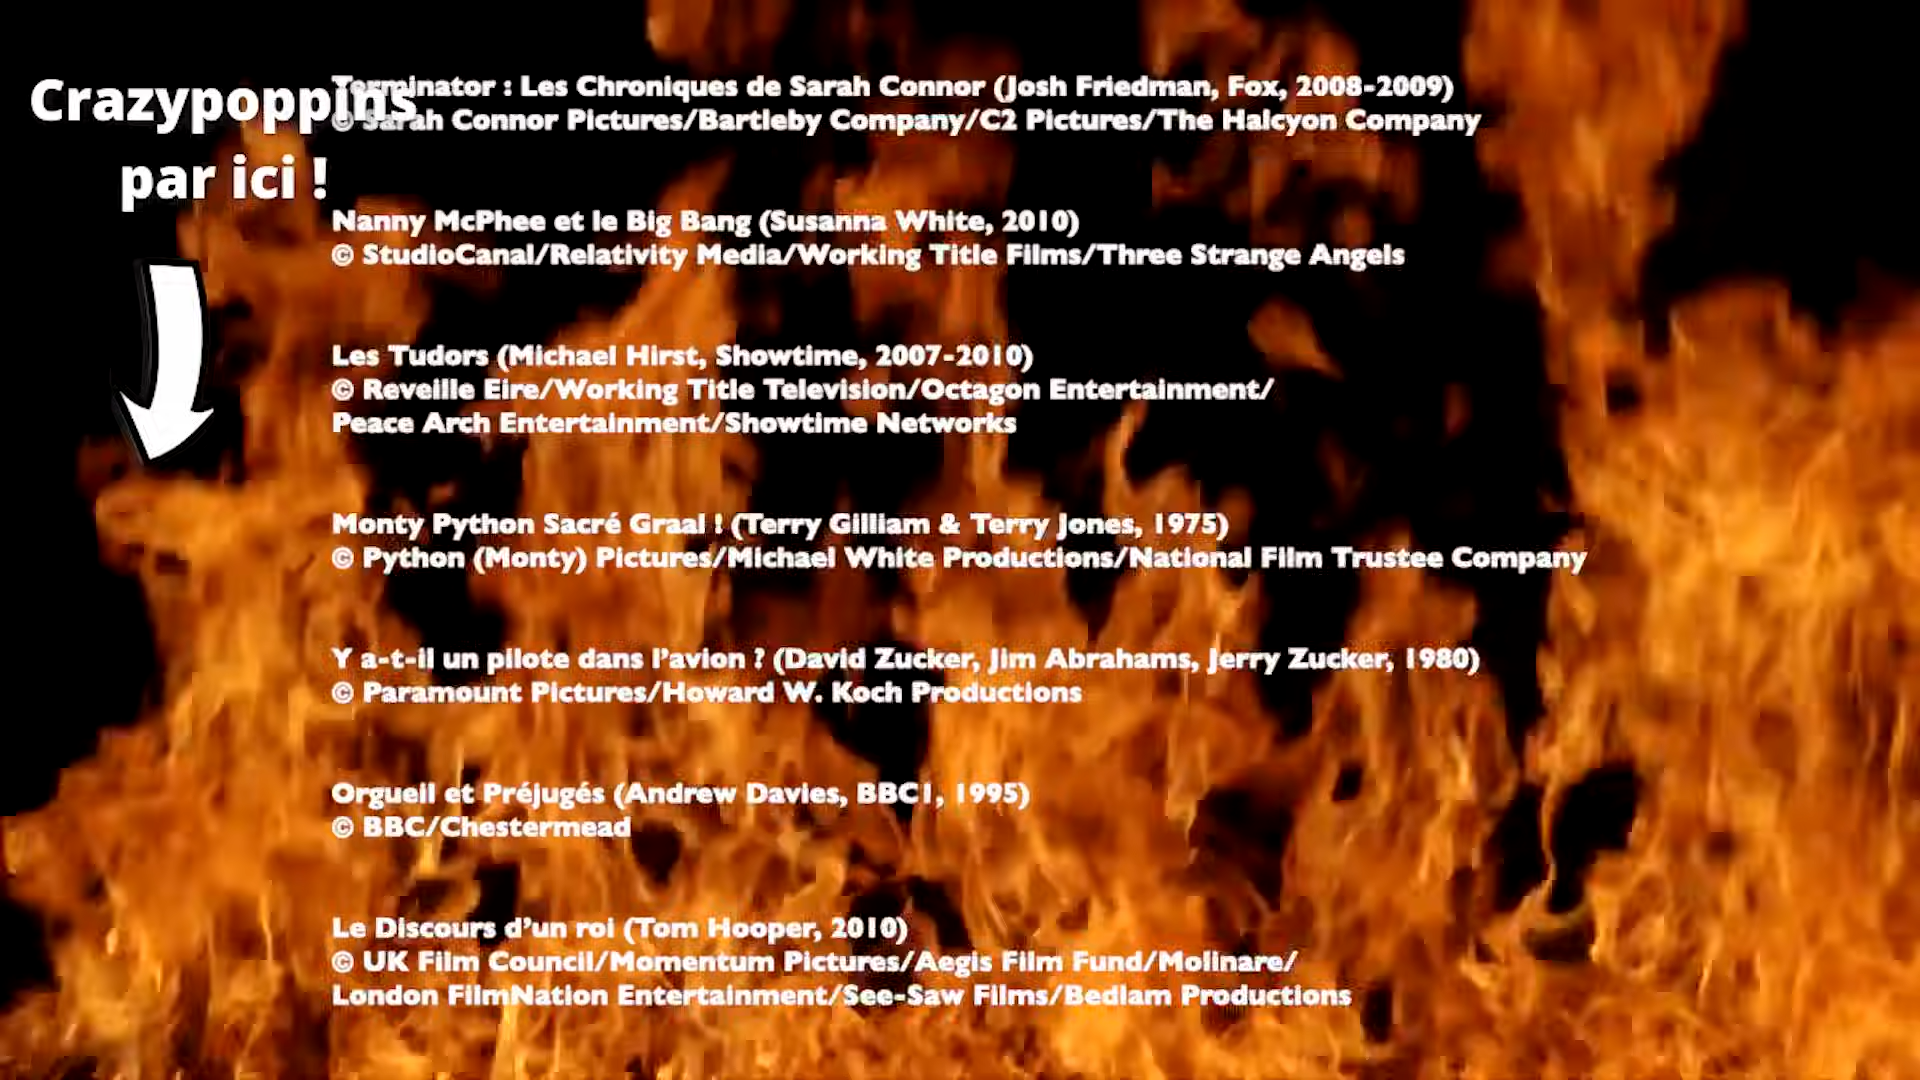 Crazypoppins
par ici !
Terminator : Les Chroniques de Sarah Connor (Josh Friedman, Fox, 2008-2009)
© Sarah Connor Pictures/Bartleby Company/C2 Pictures/The Halcyon Company
Nanny McPhee et le Big Bang (Susanna White, 2010)
© StudioCanal/Relativity Media/Working Title Films/Three Strange Angels
Les Tudors (Michael Hirst, Showtime, 2007-2010)
© Reveille Eire/Working Title Television/Octagon Entertainment/
Peace Arch Entertainment/Showtime Networks
Monty Python Sacré Graal ! (Terry Gilliam & Terry Jones, 1975)
© Python (Monty) Pictures/Michael White Productions/National Film Trustee Company
Y a-t-il un pilote dans l’avion ? (David Zucker, Jim Abrahams, Jerry Zucker, 1980)
© Paramount Pictures/Howard W. Koch Productions
Orgueil et Préjugés (Andrew Davies, BBC1, 1995)
© BBC/Chestermead
Le Discours d’un roi (Tom Hooper, 2010)
© UK Film Council/Momentum Pictures/Aegis Film Fund/Molinare/
London FilmNation Entertainment/See-Saw Films/Bedlam Productions